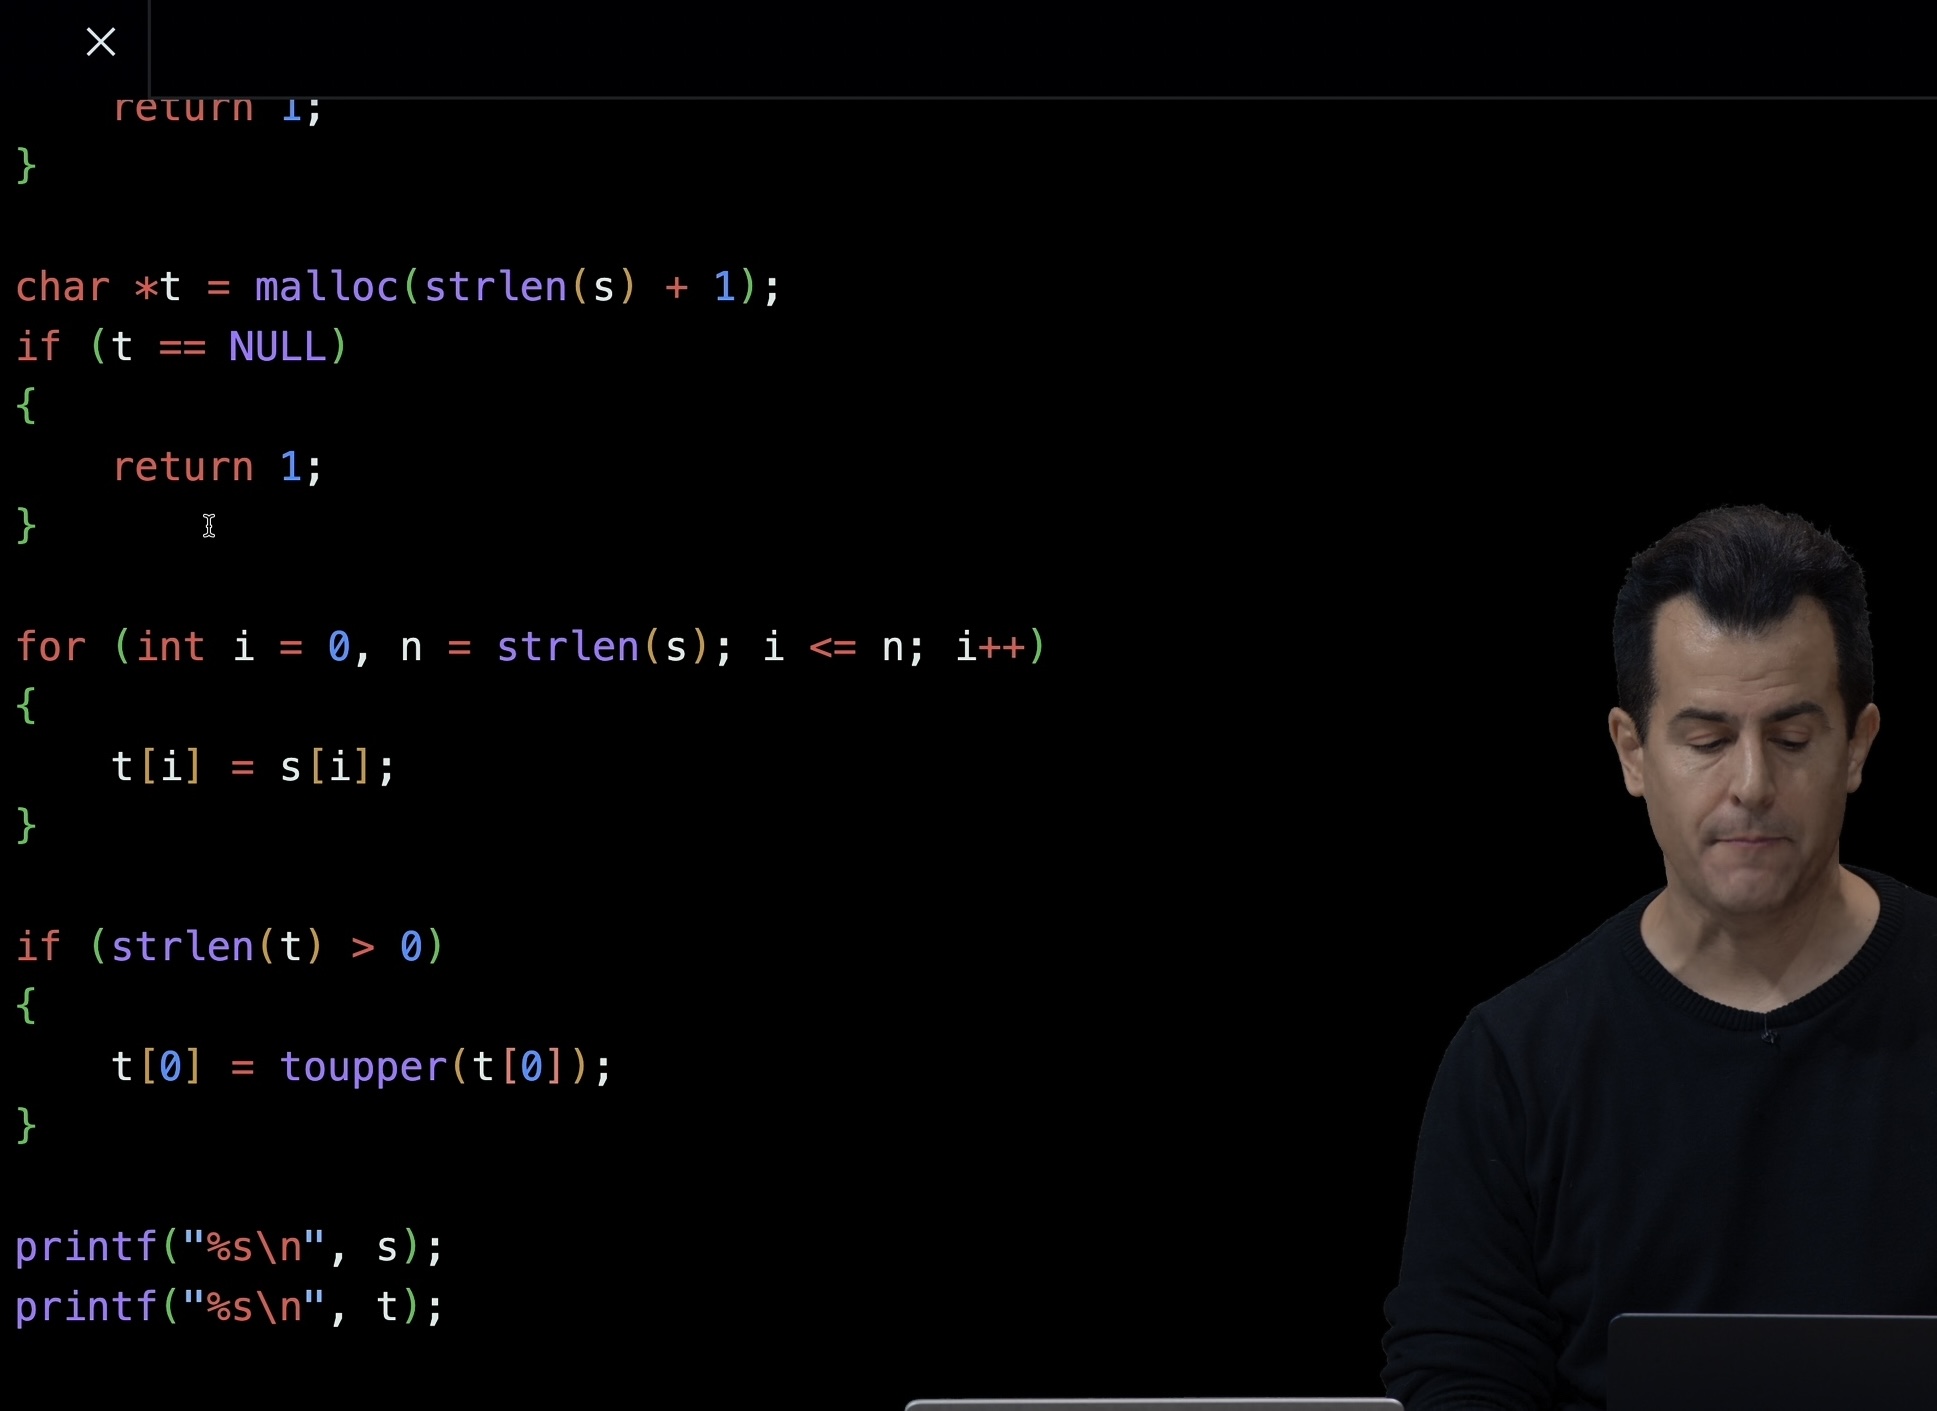 return 1;
}
char *t = malloc(strlen(s) + 1);
if (t == NULL)
{
return 1;
}
for (int i = 0, n = strlen(s); i <= n; i++)
{
t[i] = s[i];
}
if (strlen(t) > 0)
{
t[0] = toupper(t[0]);
}
printf("%s\n", s);
printf("%s\n", t);